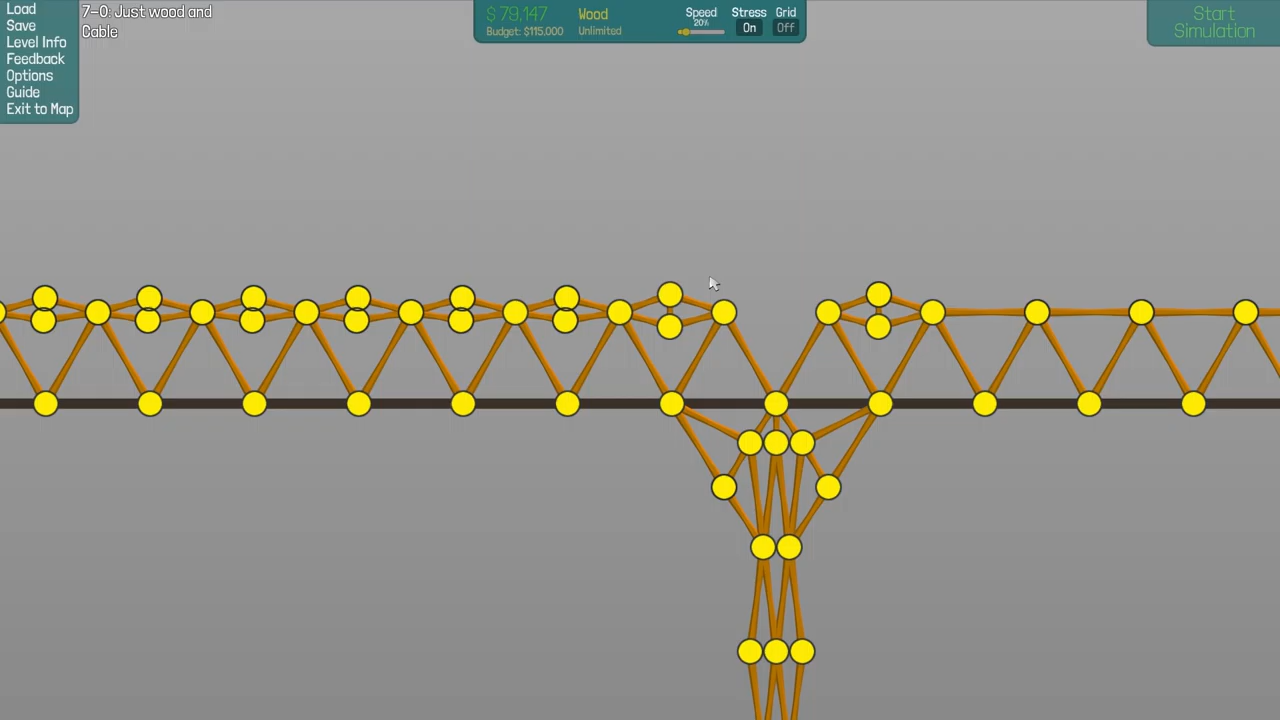 Load
Save
Level Info
Feedback
Options
Guide
Exit to Map
7-0: Just wood and
Cable
$ 79,147
Budget: $115,000
Wood
Unlimited
Speed
20%
Stress
On
Grid
Off
Start
Simulation